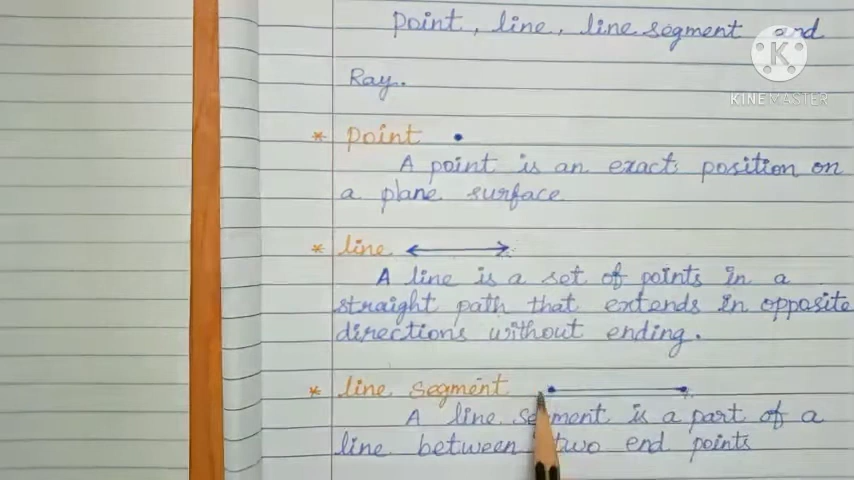 point, line, line segment and
Ray.
* point
A point is an exact position on
a plane surface
* line
A line is a set of points in a
straight path that extends in opposite
directions without ending.
* line segment
A line segment is a part of a
line between two end points
K
KINEMASTER